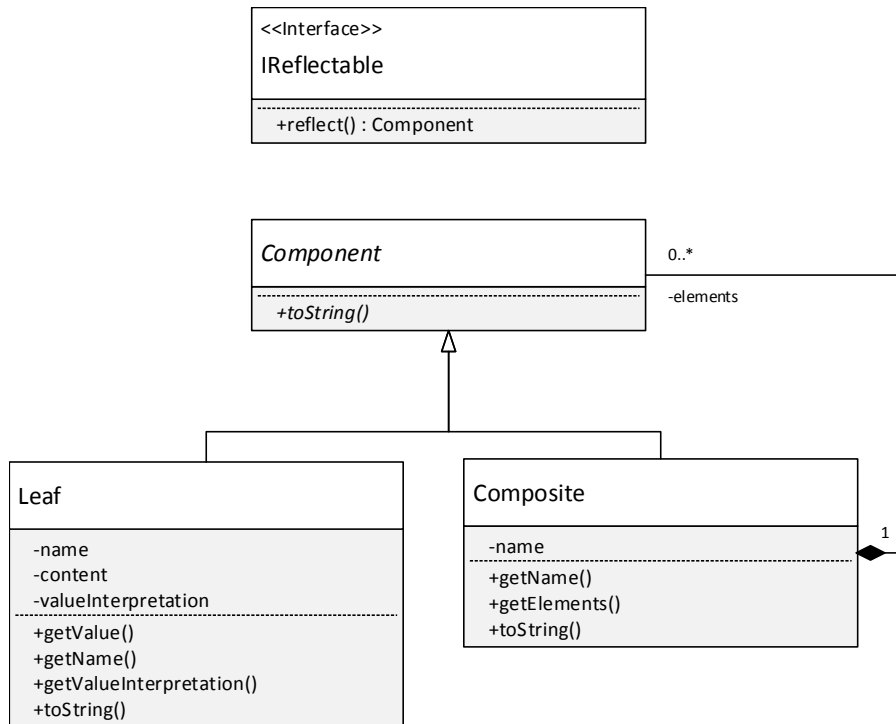 <<Interface>>
IReflectable
+reflect() : Component
Component
+toString()
0..*
-elements
Leaf
-name
-content
-valueInterpretation
+getValue()
+getName()
+getValueInterpretation()
+toString()
Composite
-name
+getName()
+getElements()
+toString()
1